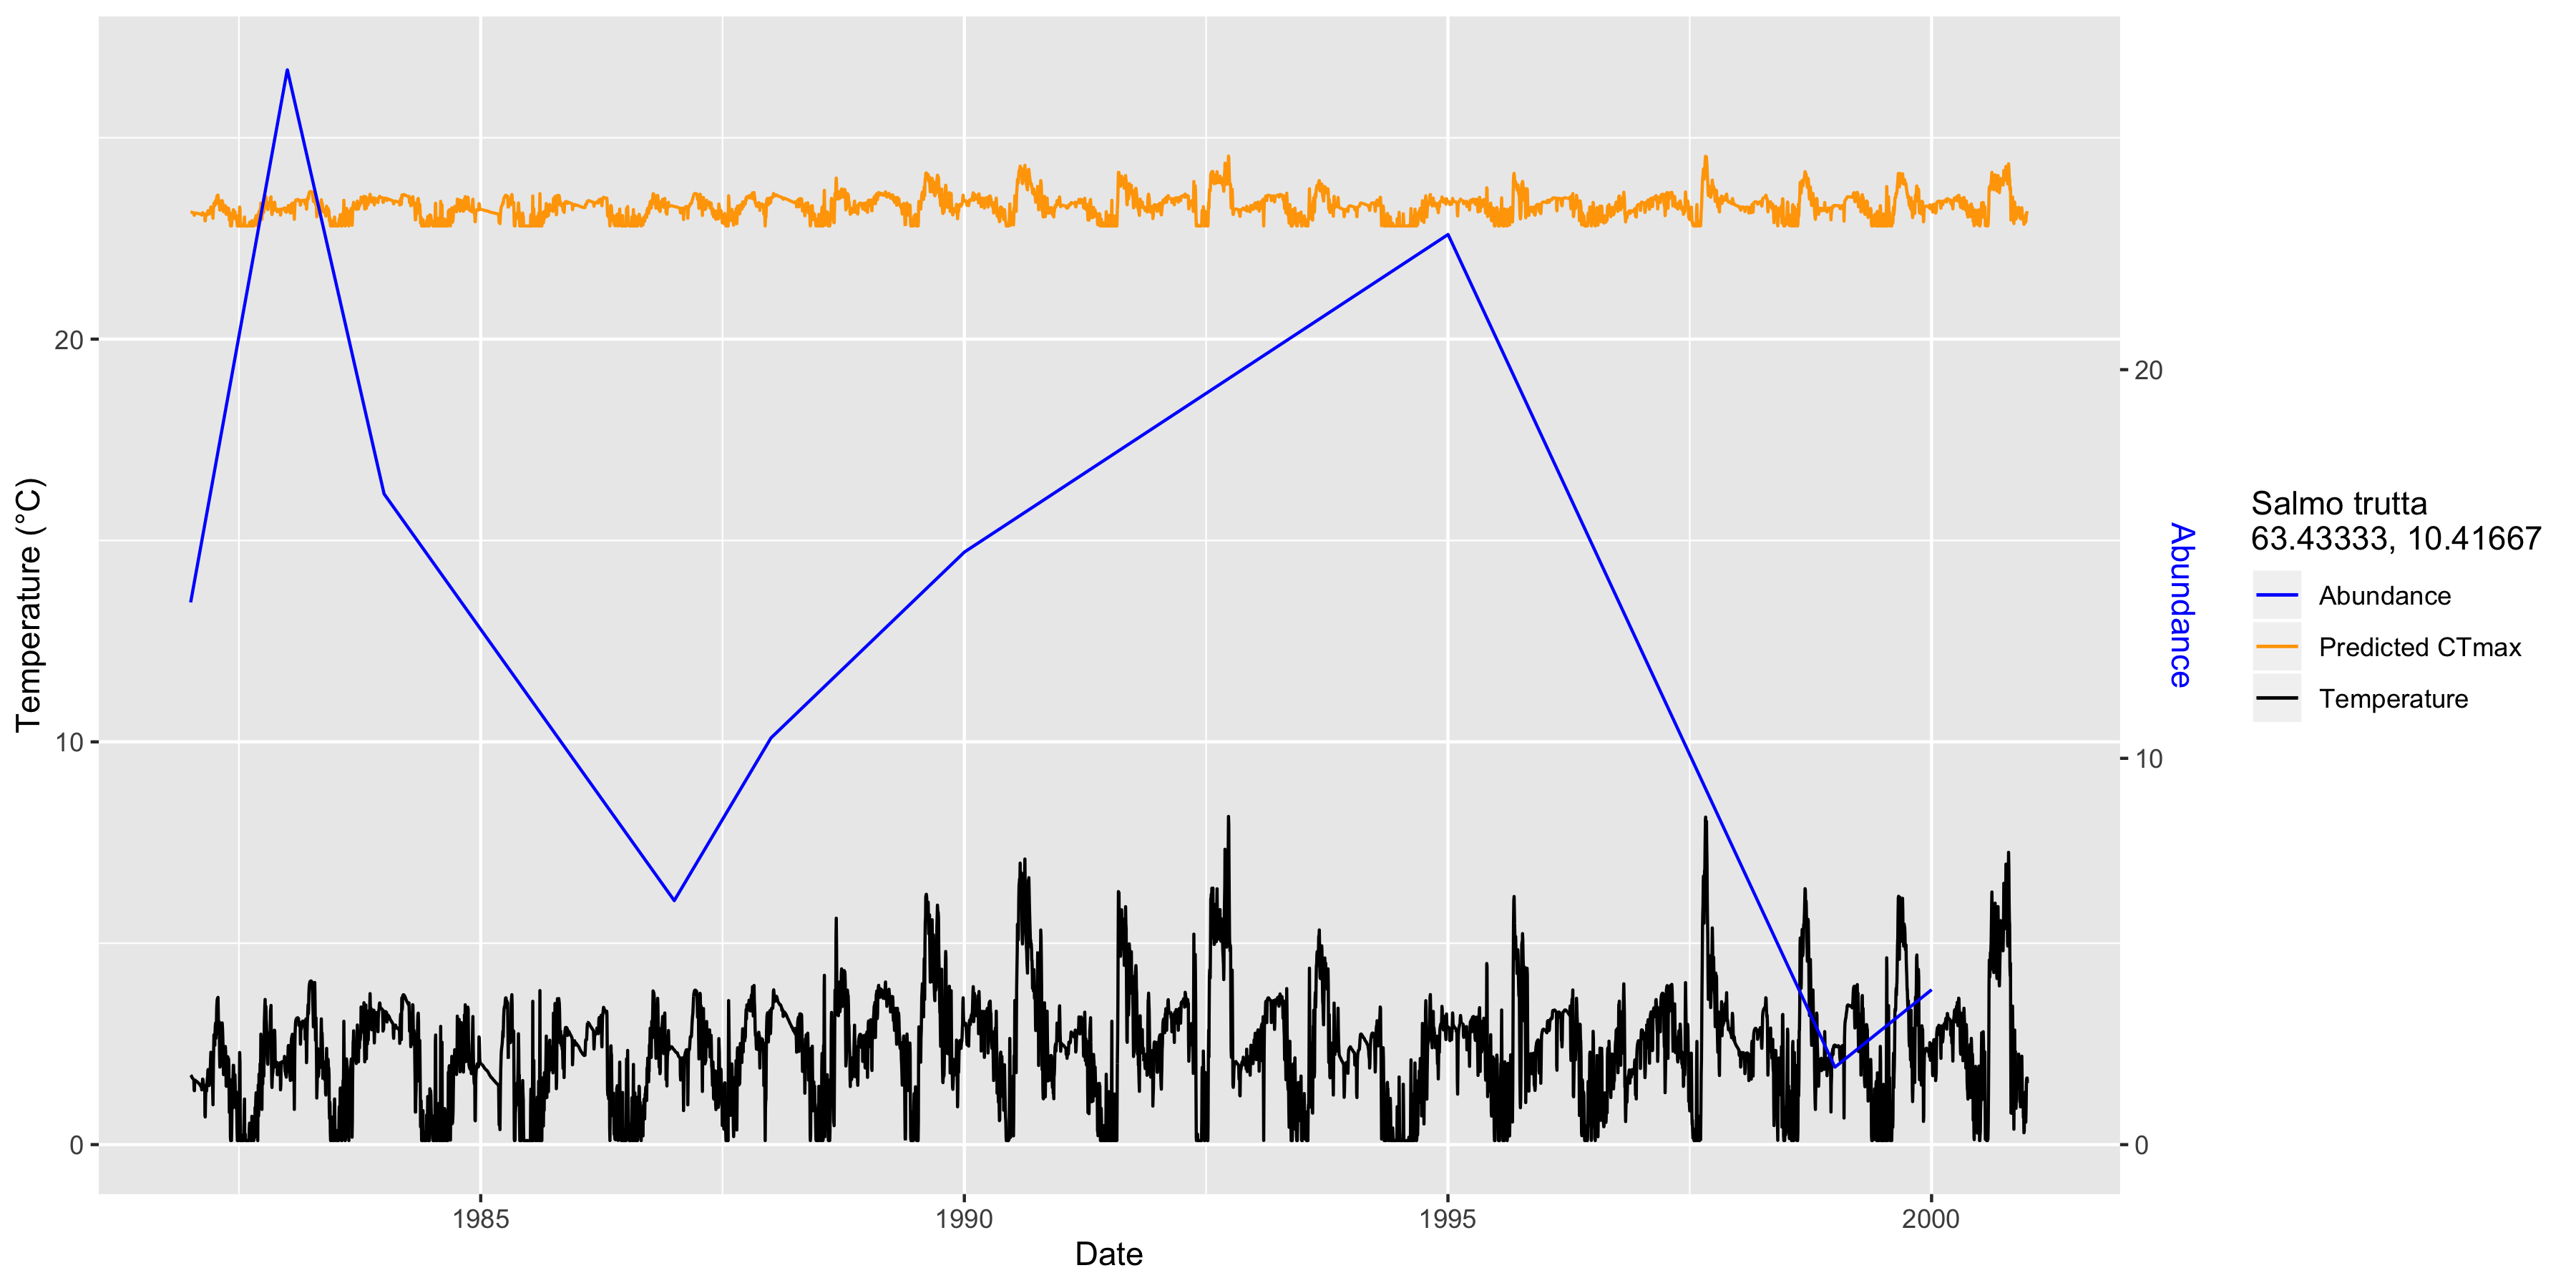 Temperature (°C)
20
10
0
1985
1990
1995
2000
Date
20
10
0
Abundance
Salmo trutta
63.43333, 10.41667
Abundance
Predicted CTmax
Temperature